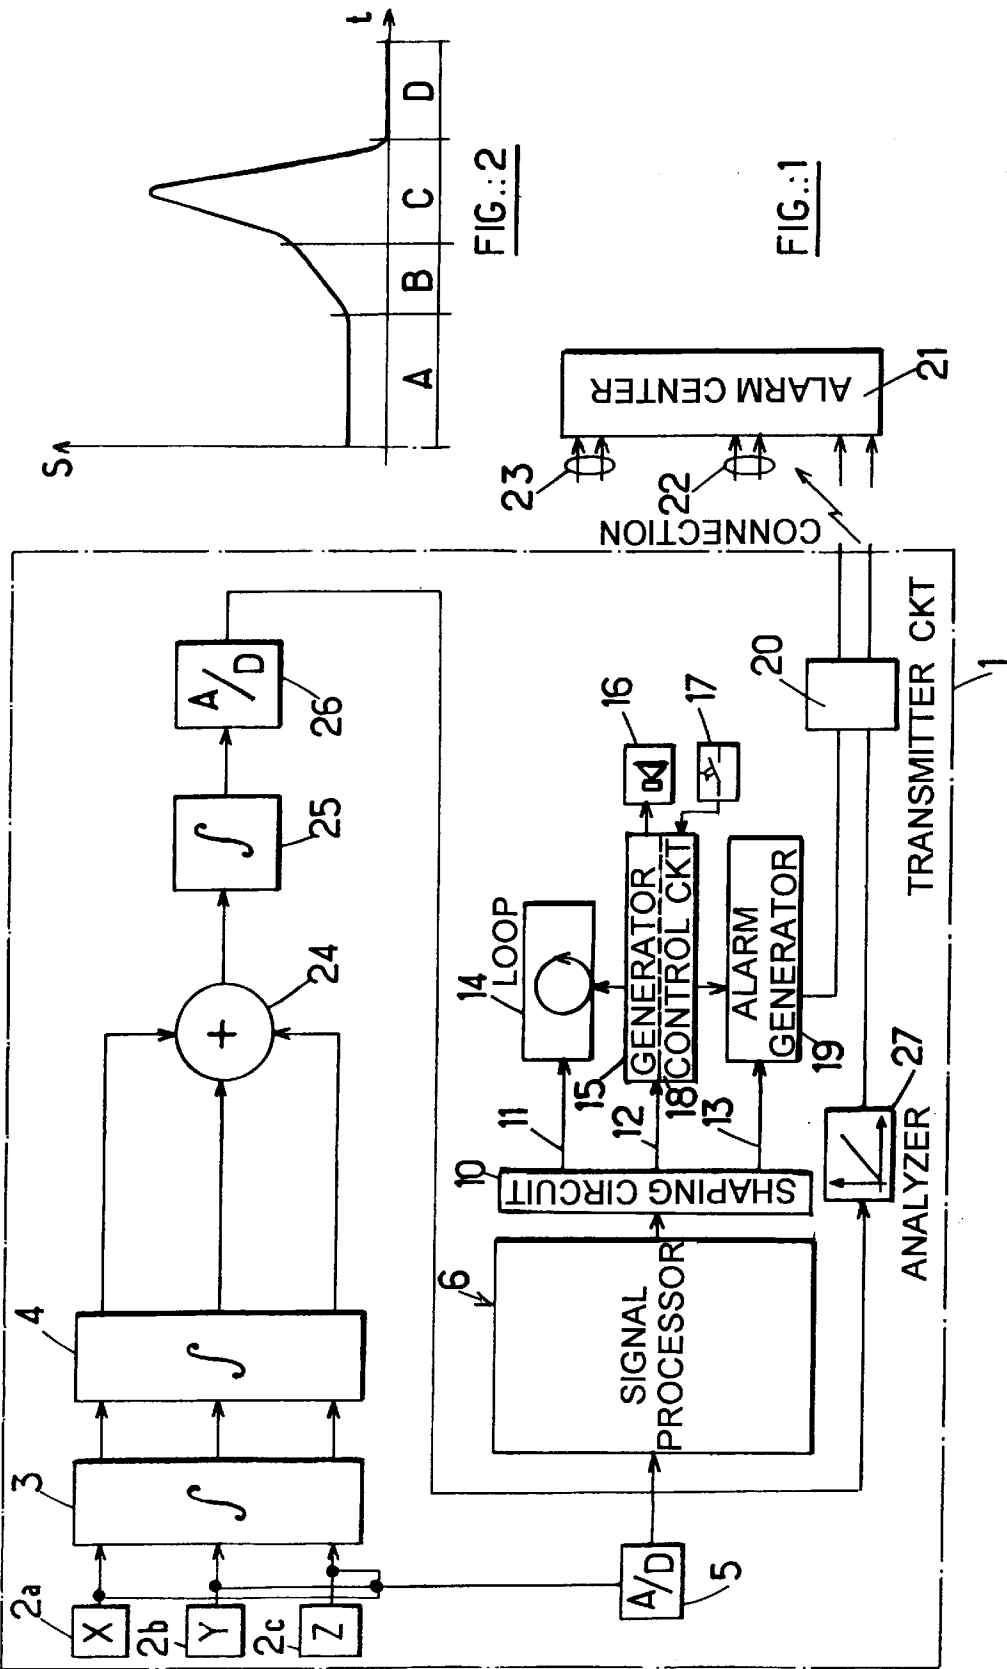 2a
X
2b
Y
2c
Z
3
∫
4
∫
24
+
25
∫
26
A/D
5
A/D
6
SIGNAL
PROCESSOR
10
SHAPING CIRCUIT
11
12
13
14
LOOP
15
GENERATOR
18
CONTROL CKT
16
17
ALARM
GENERATOR
19
27
ANALYZER
20
TRANSMITTER CKT
1
CONNECTION
23
22
ALARM CENTER
21
FIG.:1
S
t
A
B
C
D
FIG.:2